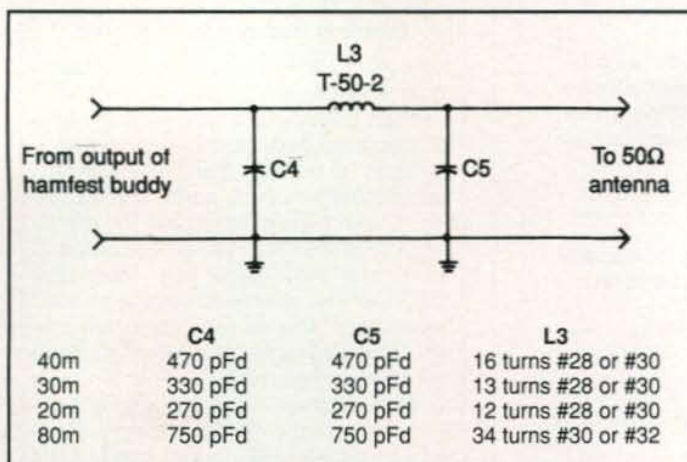 L3
T-50-2
From output of
hamfest buddy
C4
C5
To 50Ω
antenna
C4 C5 L3
40m 470 pFd 470 pFd 16 turns #28 or #30
30m 330 pFd 330 pFd 13 turns #28 or #30
20m 270 pFd 270 pFd 12 turns #28 or #30
80m 750 pFd 750 pFd 34 turns #30 or #32